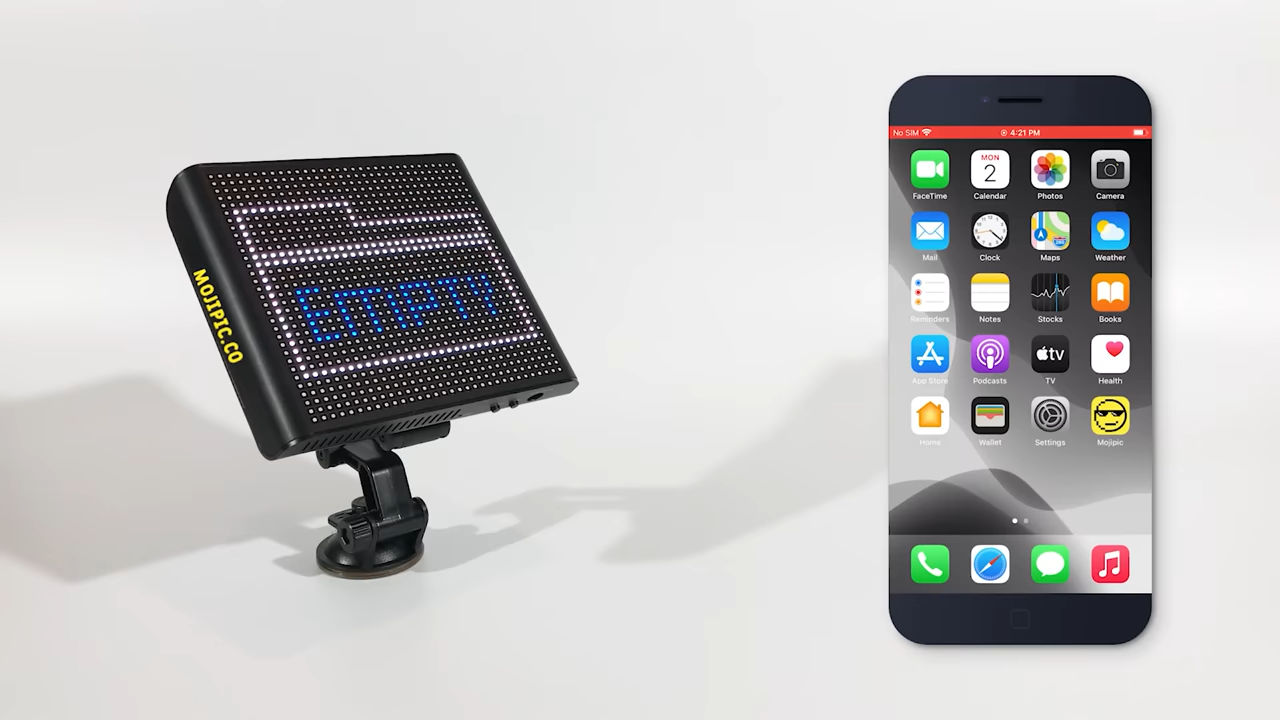 MOJIPIC.CO
EMPTY
No SIM
4:21 PM
MON
2
FaceTime
Calendar
Photos
Camera
Mail
Clock
Maps
Weather
Reminders
Notes
Stocks
Books
tv
App Store
Podcasts
TV
Health
Home
Wallet
Settings
Mojipic